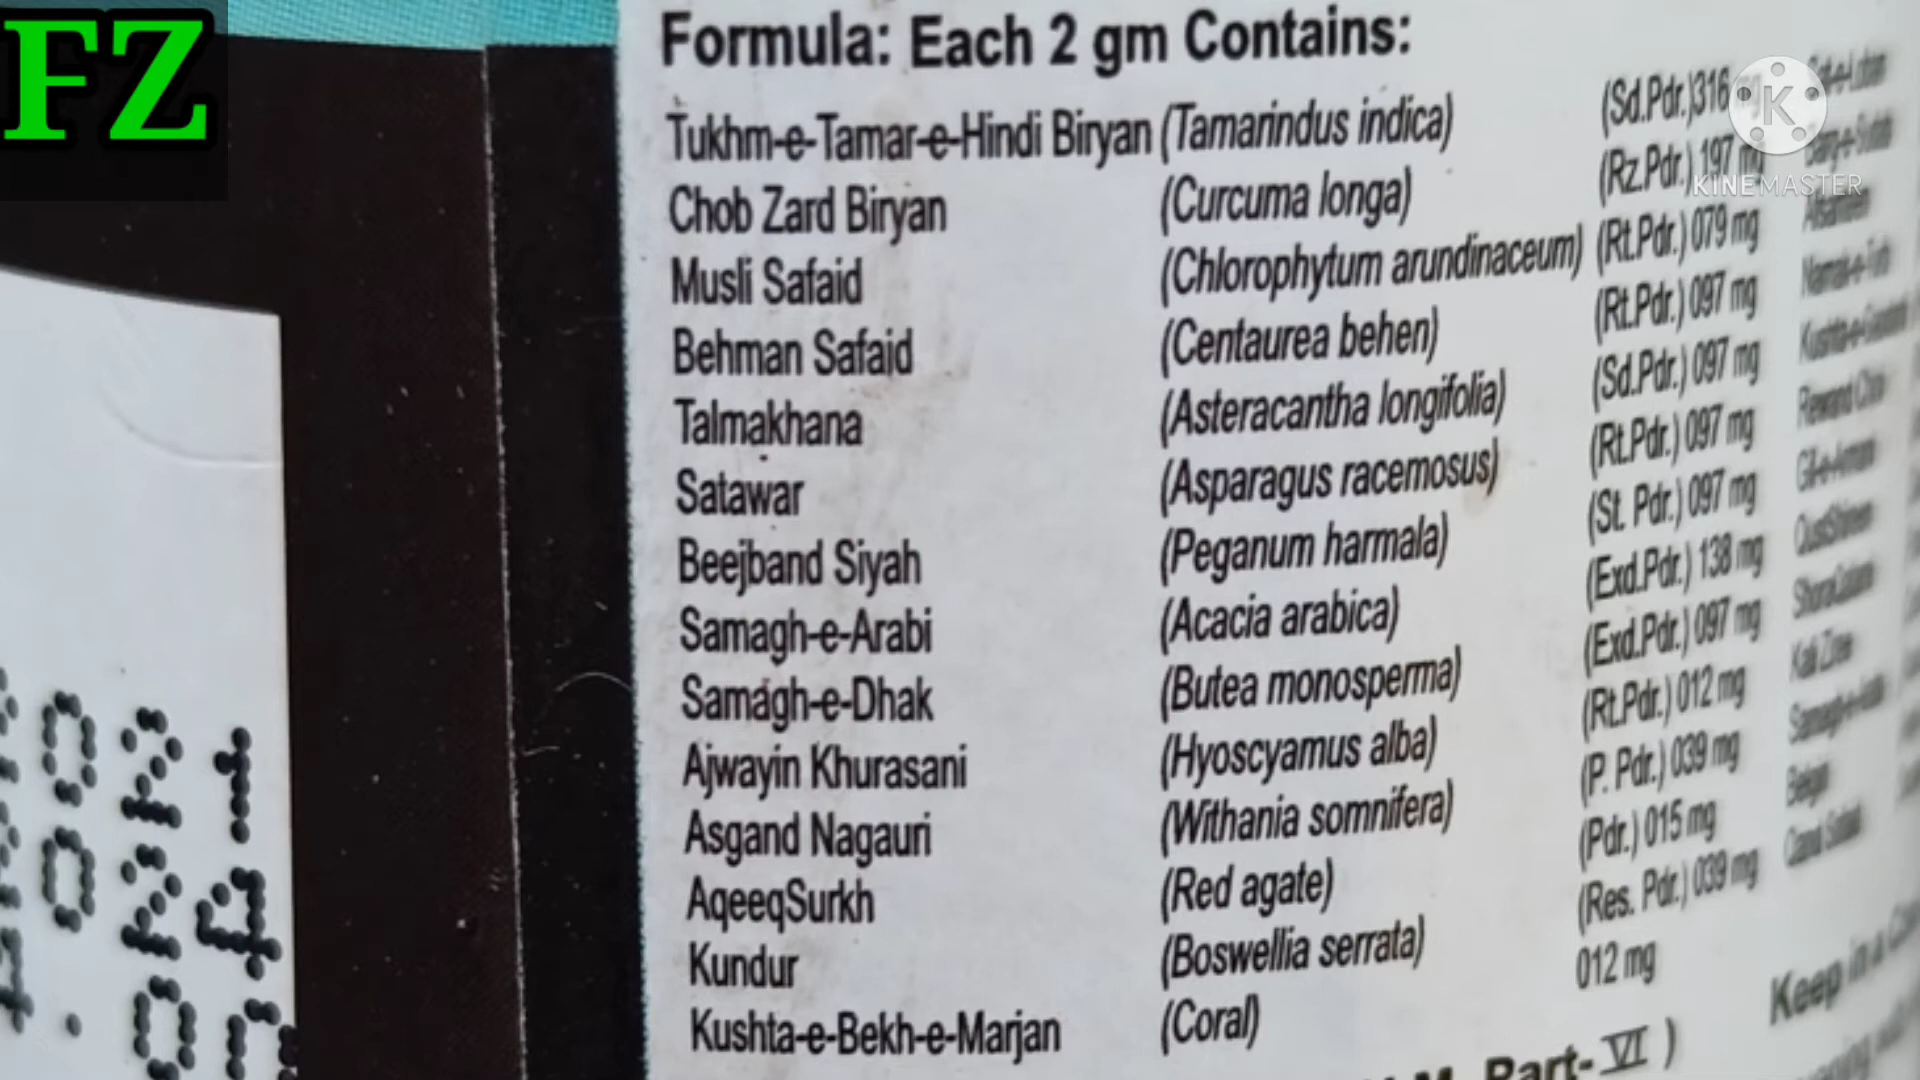 FZ
Formula: Each 2 gm Contains:
Tukhm-e-Tamar-e-Hindi Biryan (Tamarindus indica) (Sd.Pdr.)316
Chob Zard Biryan (Curcuma longa) (Rz.Pdr.) 197 mg
Musli Safaid (Chlorophytum arundinaceum) (Rt.Pdr.) 079 mg
Behman Safaid (Centaurea behen) (Rt.Pdr.) 097 mg
Talmakhana (Asteracantha longifolia) (Sd.Pdr.) 097 mg
Satawar (Asparagus racemosus) (Rt.Pdr.) 097 mg
Beejband Siyah (Peganum harmala) (St. Pdr.) 097 mg
Samagh-e-Arabi (Acacia arabica) (Exd.Pdr.) 138 mg
Samagh-e-Dhak (Butea monosperma) (Exd.Pdr.) 097 mg
Ajwayin Khurasani (Hyoscyamus alba) (Rt.Pdr.) 012 mg
Asgand Nagauri (Withania somnifera) (P. Pdr.) 039 mg
AqeeqSurkh (Red agate) (Pdr.) 015 mg
Kundur (Boswellia serrata) (Res. Pdr.) 039 mg
Kushta-e-Bekh-e-Marjan (Coral) 012 mg
Part-VI )
Keep in a
K
KINEMASTER